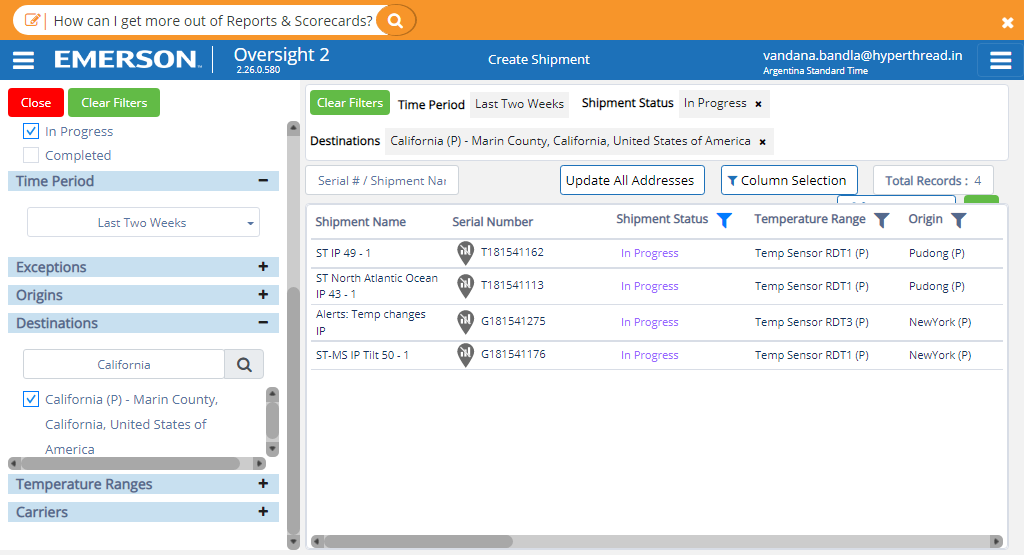 How can I get more out of Reports & Scorecards?
EMERSON
Oversight 2
2.26.0.580
Create Shipment
vandana.bandla@hyperthread.in
Argentina Standard Time
Close
Clear Filters
In Progress
Completed
Time Period
Last Two Weeks
Exceptions
Origins
Destinations
California
California (P) - Marin County,
California, United States of
America
Temperature Ranges
Carriers
Clear Filters
Time Period
Last Two Weeks
Shipment Status
In Progress
Destinations
California (P) - Marin County, California, United States of America
Serial # / Shipment Nar
Update All Addresses
Column Selection
Total Records : 4
Shipment Name Serial Number Shipment Status Temperature Range Origin
ST IP 49 - 1 T181541162 In Progress Temp Sensor RDT1 (P) Pudong (P)
ST North Atlantic Ocean
IP 43 - 1 T181541113 In Progress Temp Sensor RDT1 (P) Pudong (P)
Alerts: Temp changes
IP G181541275 In Progress Temp Sensor RDT3 (P) NewYork (P)
ST-MS IP Tilt 50 - 1 G181541176 In Progress Temp Sensor RDT1 (P) NewYork (P)